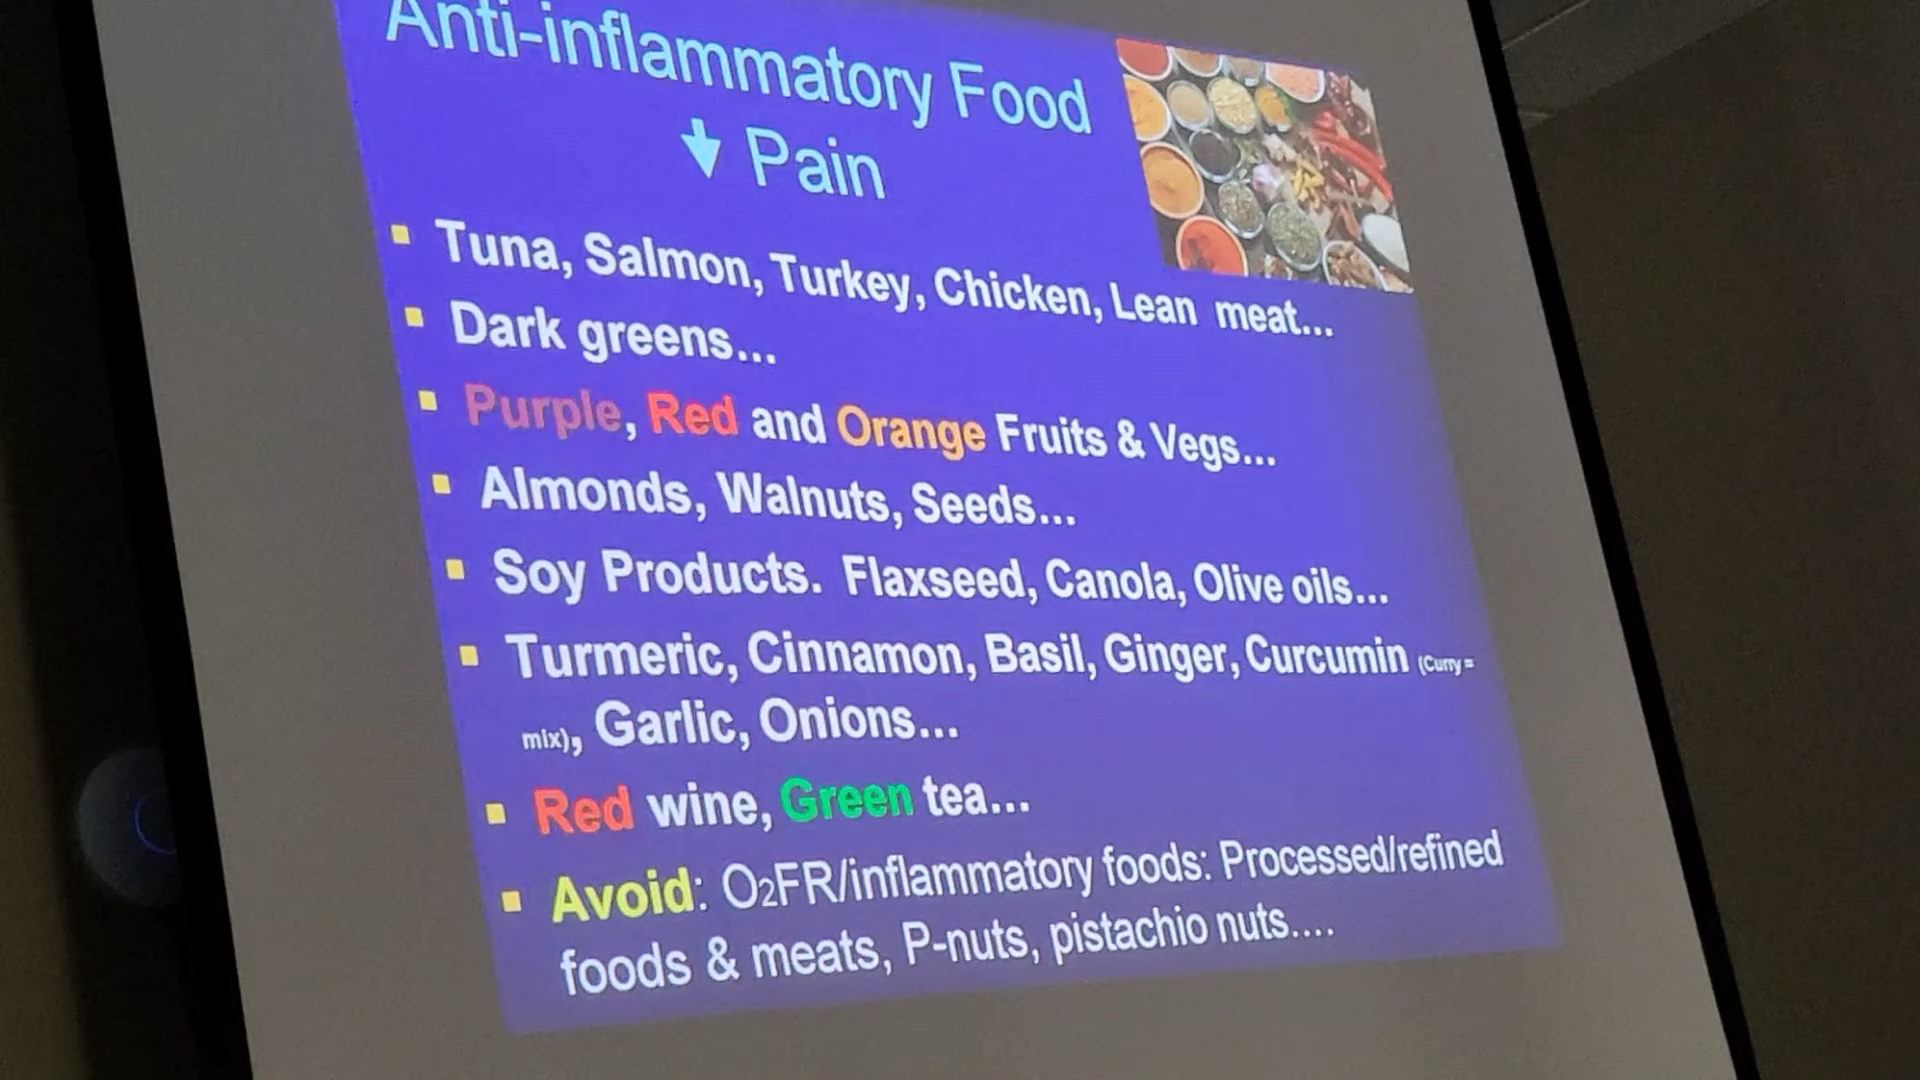 Anti-inflammatory Food
Pain
Tuna, Salmon, Turkey, Chicken, Lean meat...
Dark greens...
Purple, Red and Orange Fruits & Vegs...
Almonds, Walnuts, Seeds...
Soy Products. Flaxseed, Canola, Olive oils...
Turmeric, Cinnamon, Basil, Ginger, Curcumin (Curry =
mix), Garlic, Onions...
Red wine, Green tea...
Avoid: O2FR/inflammatory foods: Processed/refined
foods & meats, P-nuts, pistachio nuts....